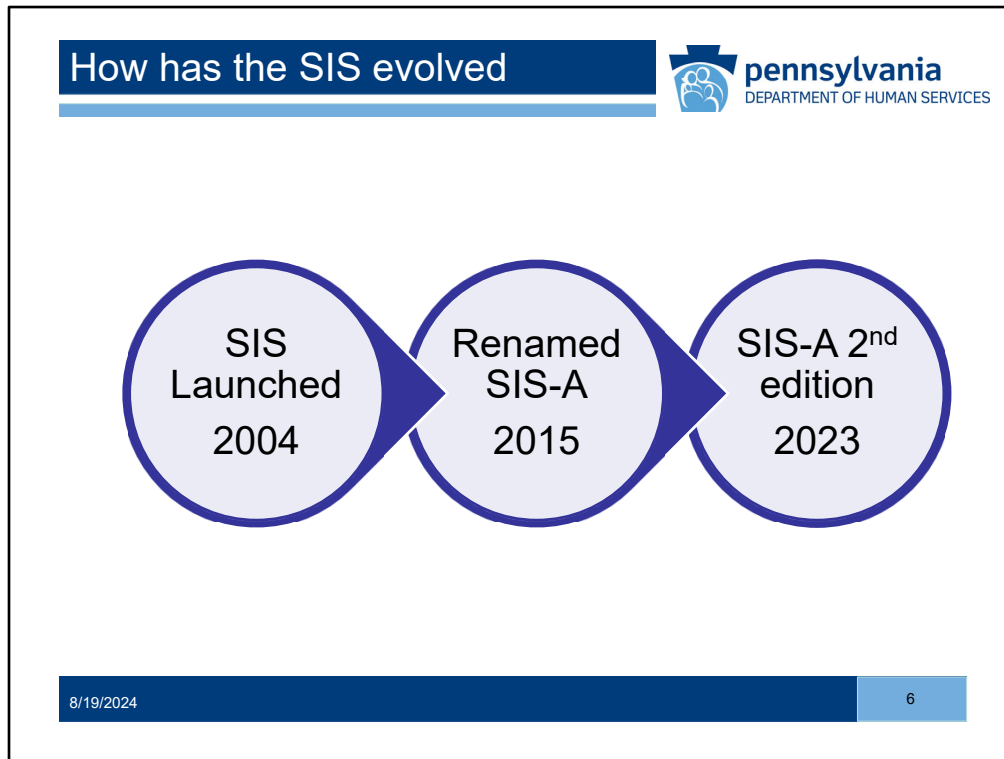 How has the SIS evolved
pennsylvania
DEPARTMENT OF HUMAN SERVICES
SIS
Launched
2004
Renamed
SIS-A
2015
SIS-A 2nd
edition
2023
8/19/2024
6